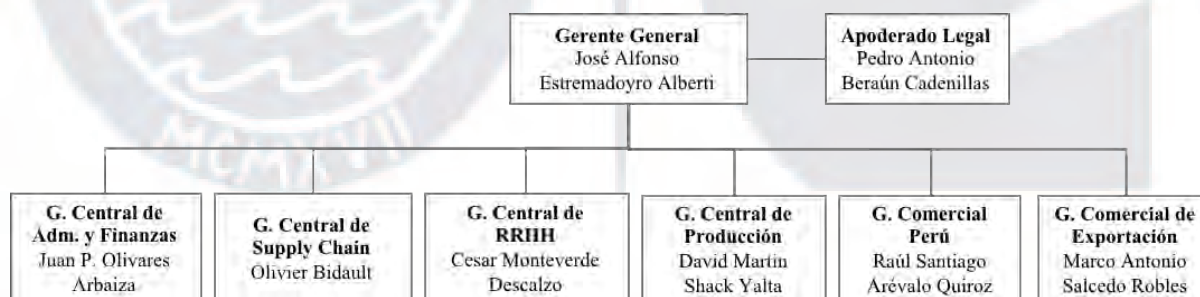 Gerente General
José Alfonso
Estremadoyro Alberti
Apoderado Legal
Pedro Antonio
Beraún Cadenillas
MCMXVII
G. Central de
Adm. y Finanzas
Juan P. Olivares
Arbaiza
G. Central de
Supply Chain
Olivier Bidault
G. Central de
RRHH
Cesar Monteverde
Descalzo
G. Central de
Producción
David Martin
Shack Yalta
G. Comercial
Perú
Raúl Santiago
Arévalo Quiroz
G. Comercial de
Exportación
Marco Antonio
Salcedo Robles